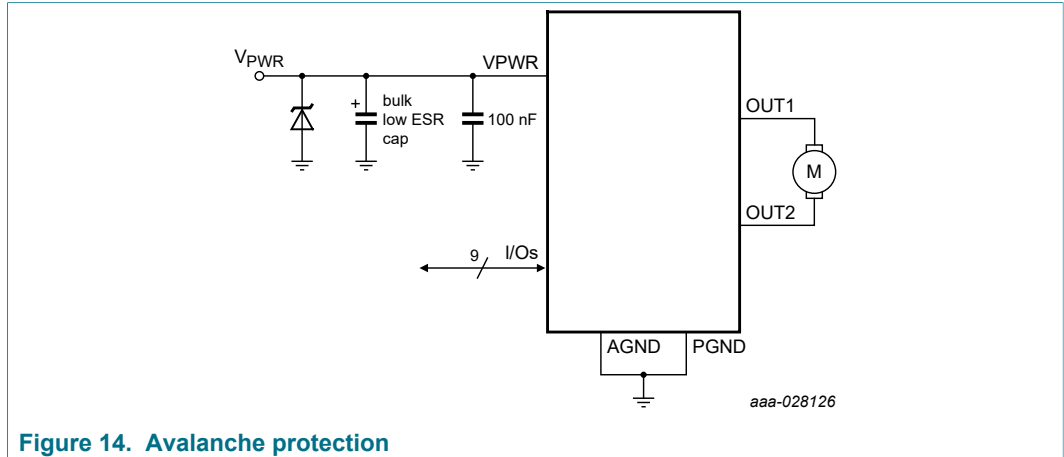 VPWR
VPWR
bulk
+
low ESR
100 nF
cap
OUT1
M
OUT2
9
I/Os
AGND
PGND
aaa-028126
Figure 14. Avalanche protection